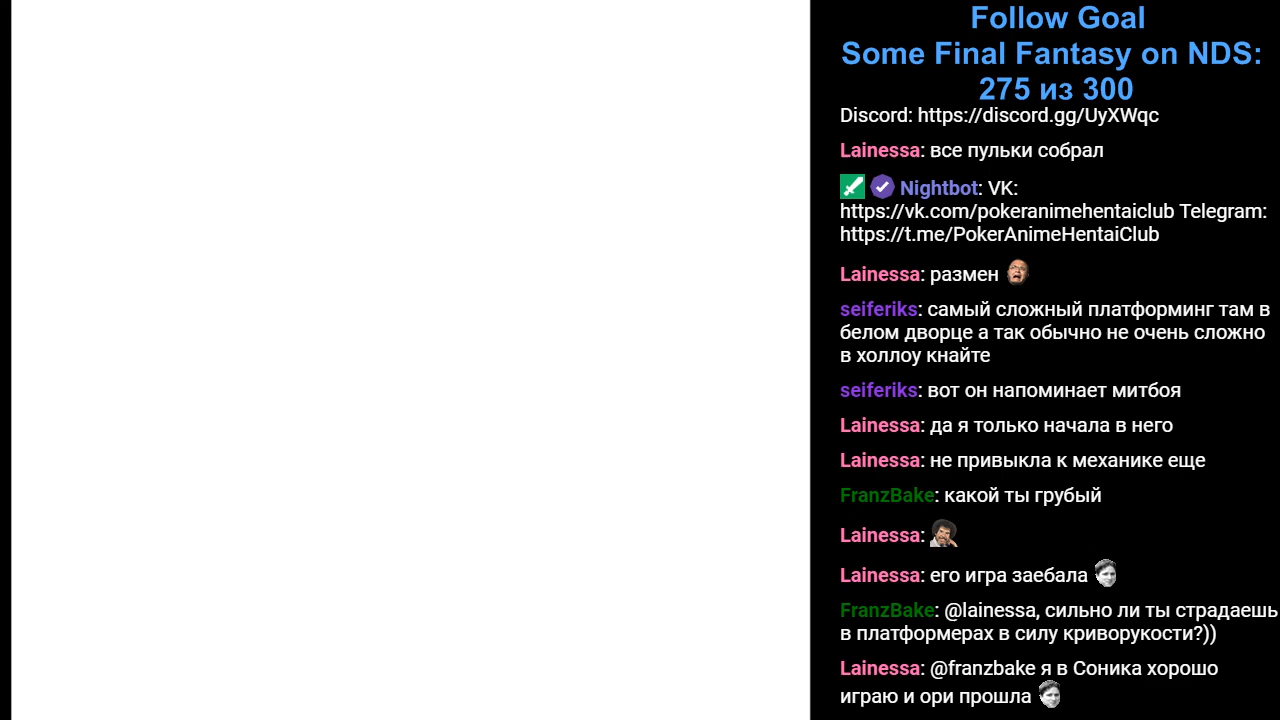 Follow Goal
Some Final Fantasy on NDS:
275 из 300
Discord: https://discord.gg/UyXWqc
Lainessa: все пульки собрал
Nightbot: VK:
https://vk.com/pokeranimehentaiclub Telegram:
https://t.me/PokerAnimeHentaiClub
Lainessa: размен
seiferiks: самый сложный платформинг там в
белом дворце а так обычно не очень сложно
в холлоу кнайте
seiferiks: вот он напоминает митбоя
Lainessa: да я только начала в него
Lainessa: не привыкла к механике еще
FranzBake: какой ты грубый
Lainessa:
Lainessa: его игра заебала
FranzBake: @lainessa, сильно ли ты страдаешь
в платформерах в силу криворукости?))
Lainessa: @franzbake я в Соника хорошо
играю и ори прошла